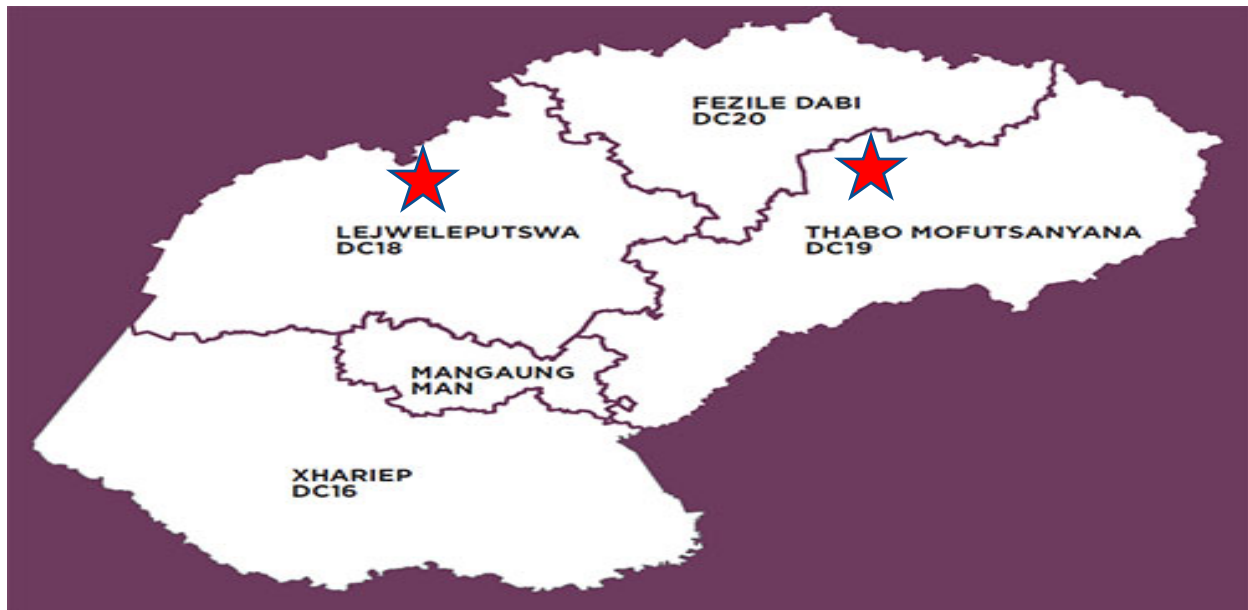 FEZILE DABI
DC20
LEJWELEPUTSWA
DC18
THABO MOFUTSANYANA
DC19
MANGAUNG
MAN
XHARIEP
DC16